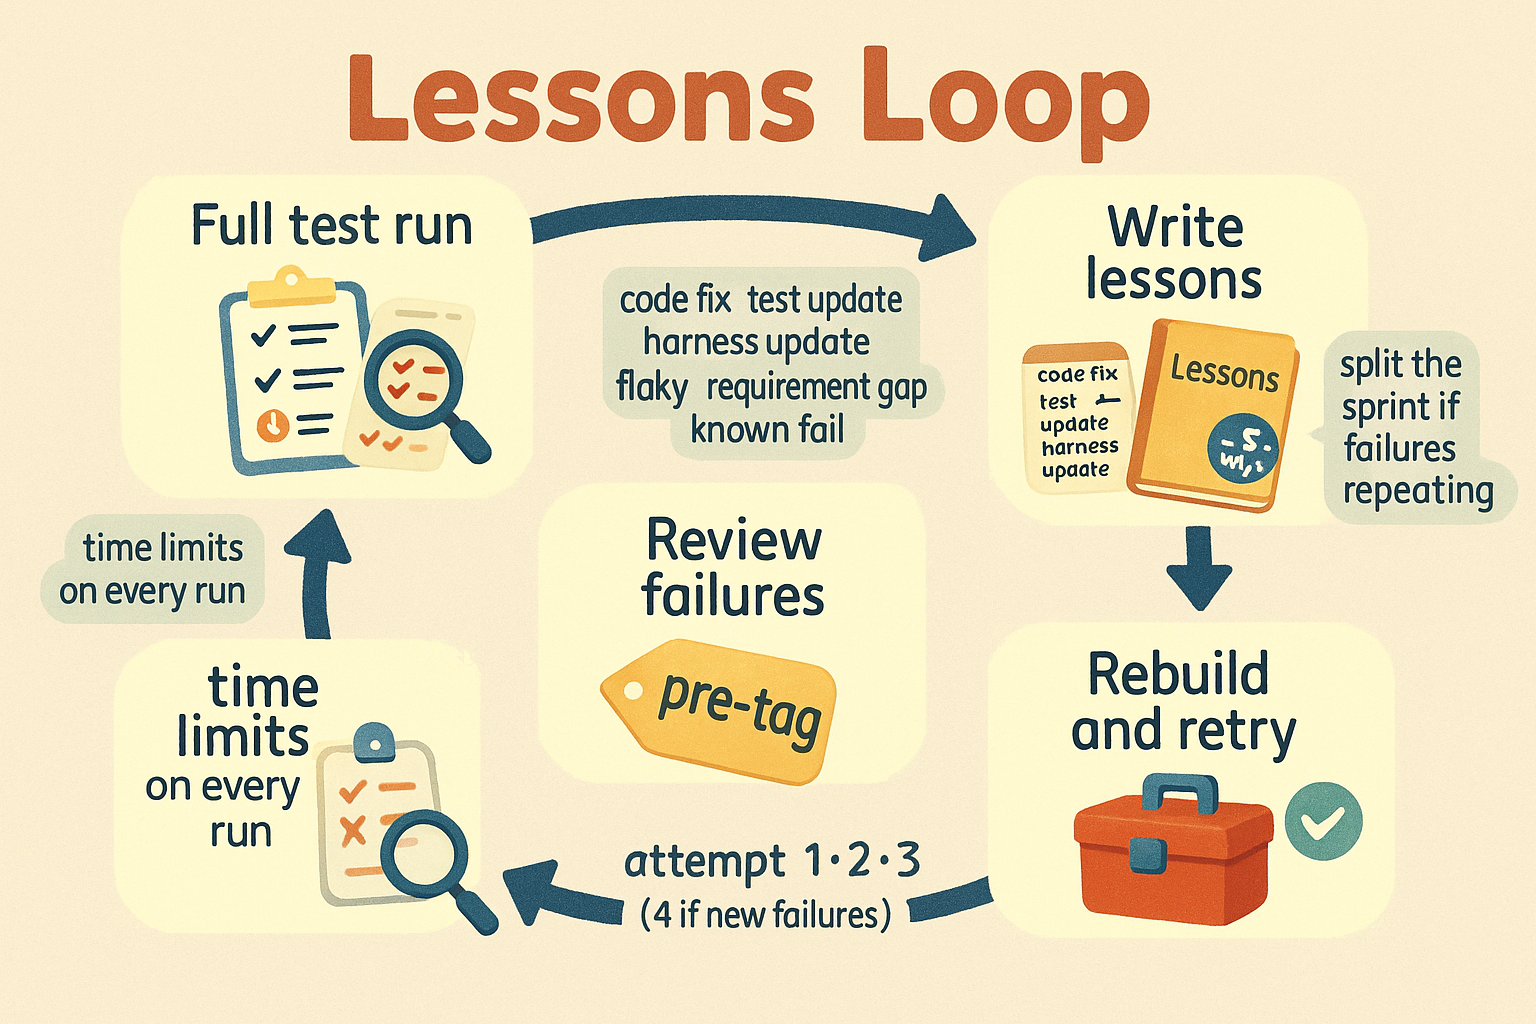 Lessons Loop
Full test run
code fix test update
harness update
flaky requirement gap
known fail
Write
lessons
code fix
test
update
harness
upaate
Lessons
split the
sprint if
failures
repeating
time limits
on every run
Review
failures
pre-tag
time
limits
on every
run
Rebuild
and retry
attempt 1·2·3
(4 if new failures)